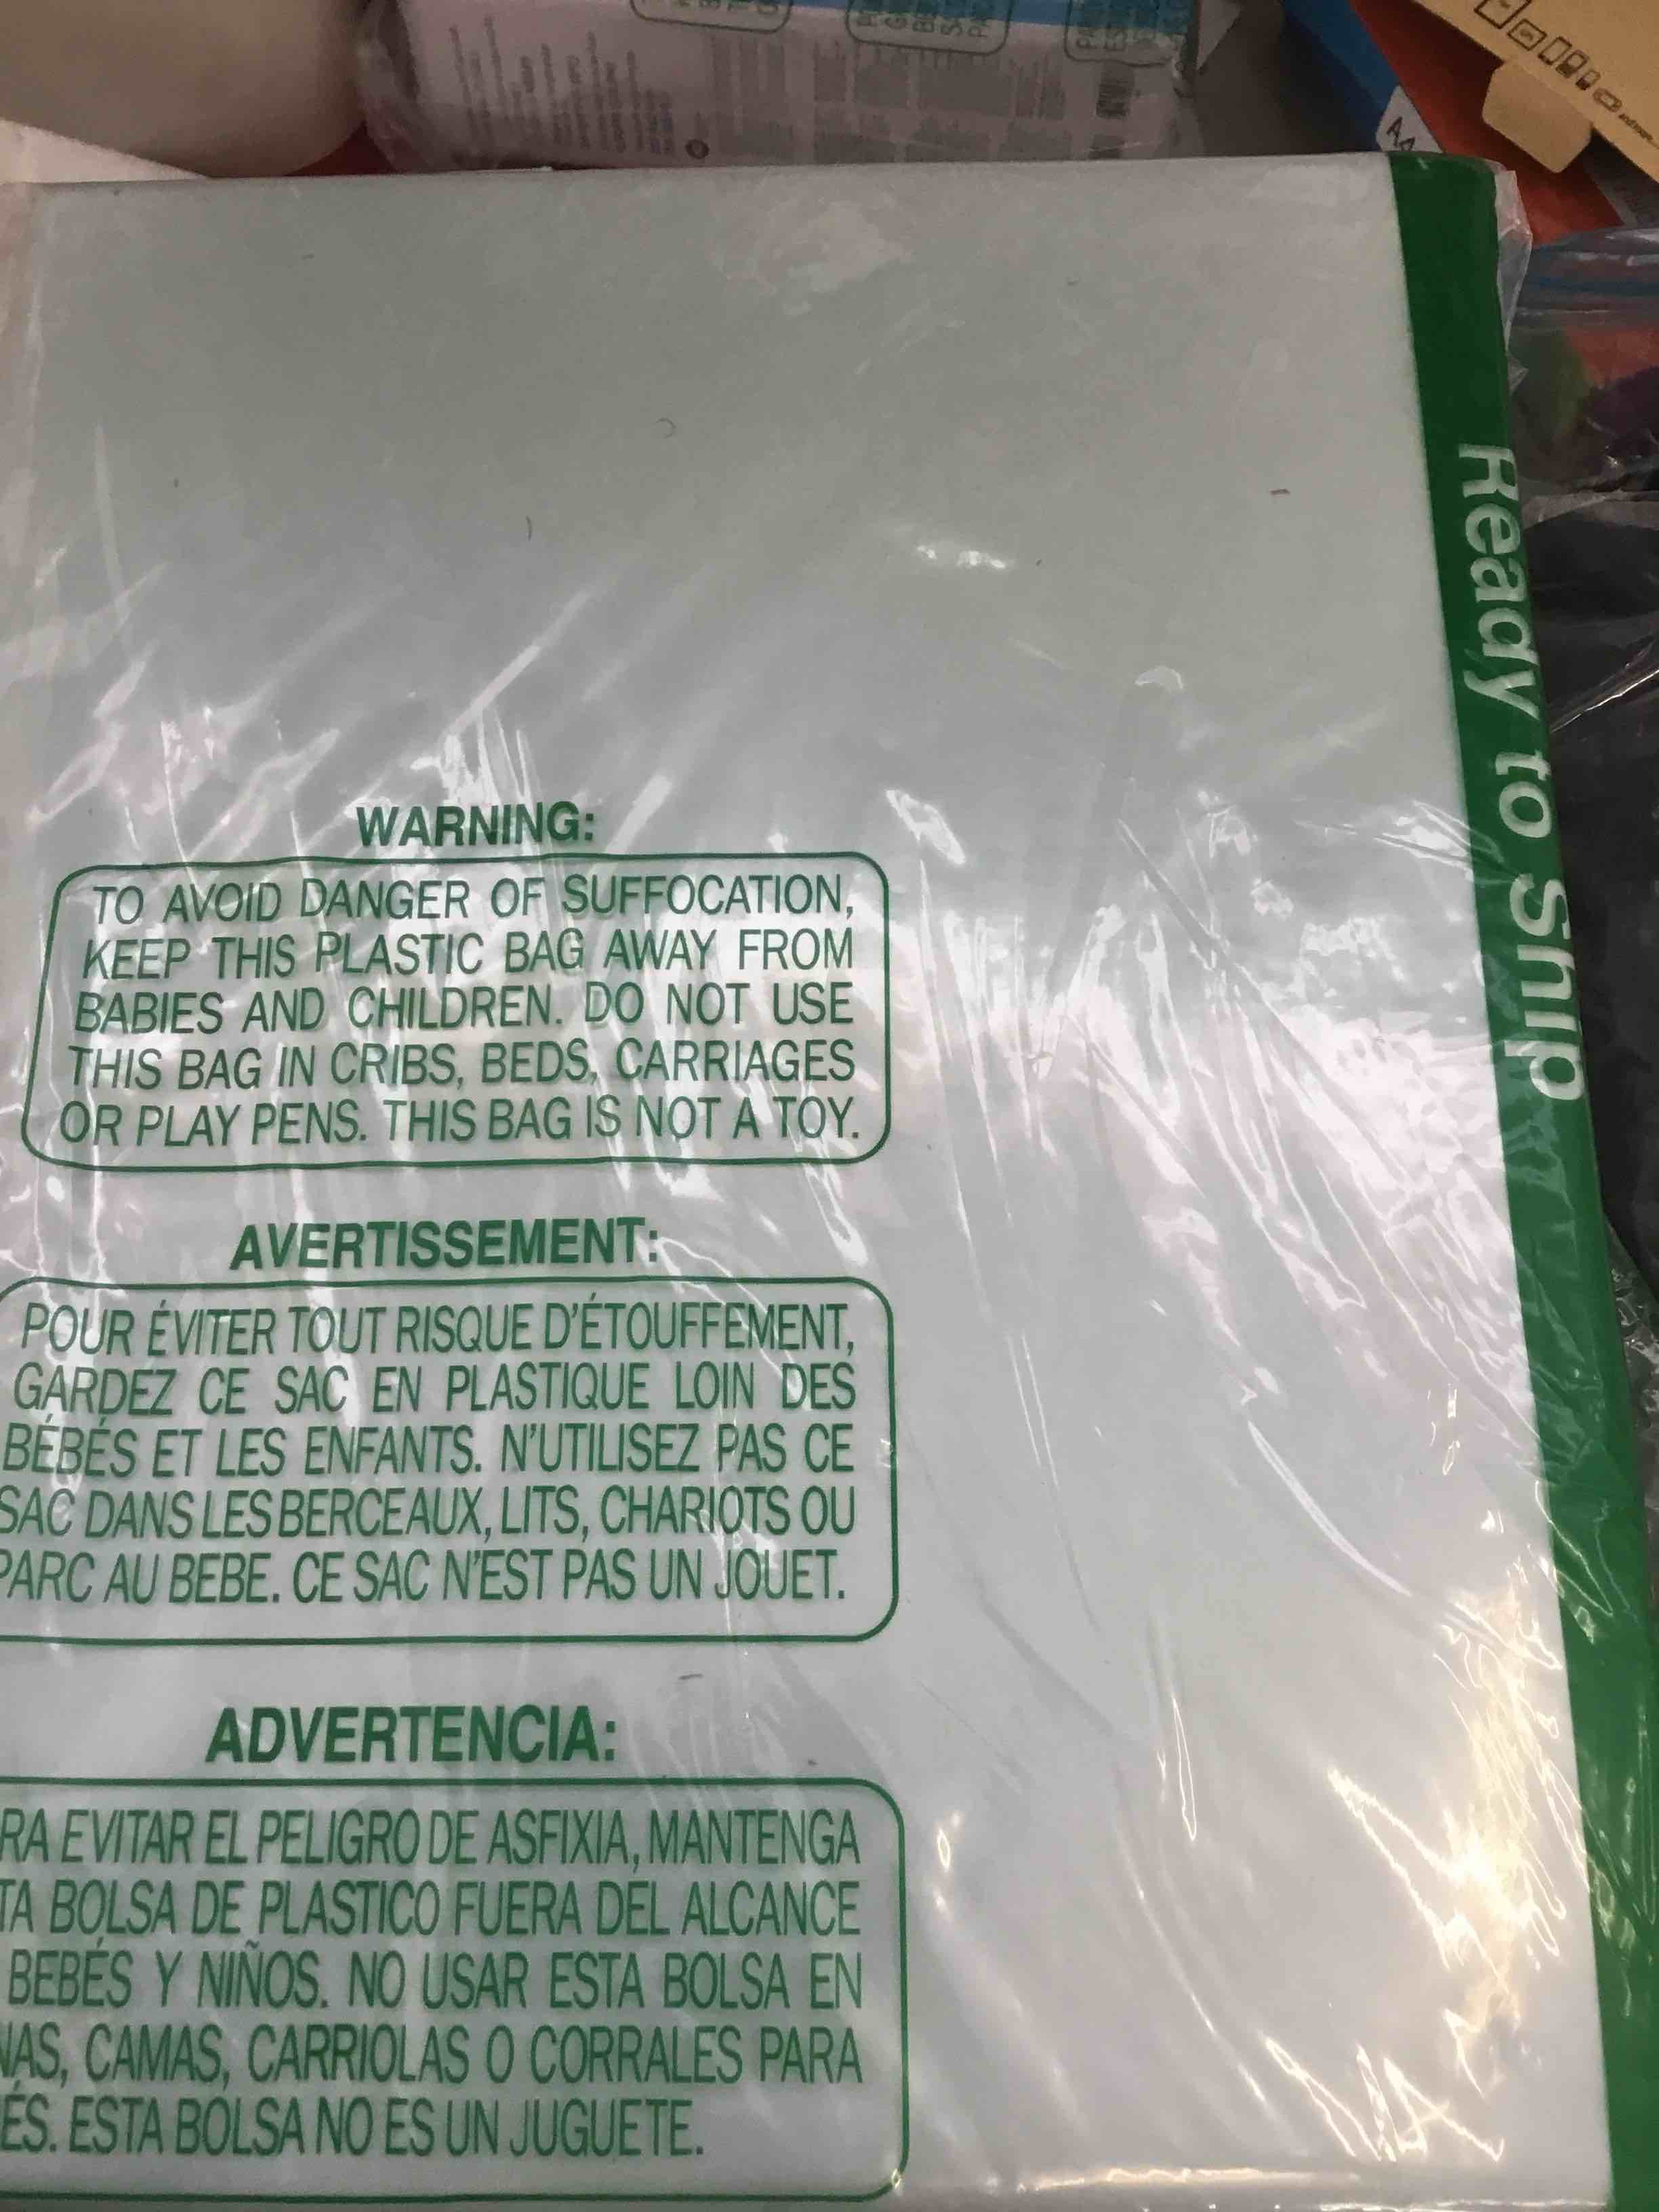 AA
Ready to Ship
WARNING:
TO AVOID DANGER OF SUFFOCATION,
KEEP THIS PLASTIC BAG AWAY FROM
BABIES AND CHILDREN. DO NOT USE
THIS BAG IN CRIBS, BEDS, CARRIAGES
OR PLAY PENS. THIS BAG IS NOT A TOY.
AVERTISSEMENT:
POUR ÉVITER TOUT RISQUE D'ÉTOUFFEMENT,
GARDEZ CE SAC EN PLASTIQUE LOIN DES
BÉBÉS ET LES ENFANTS. N'UTILISEZ PAS CE
SAC DANS LES BERCEAUX, LITS, CHARIOTS OU
PARC AU BEBE. CE SAC N'EST PAS UN JOUET.
ADVERTENCIA:
RA EVITAR EL PELIGRO DE ASFIXIA, MANTENGA
TA BOLSA DE PLASTICO FUERA DEL ALCANCE
BEBÉS Y NIÑOS. NO USAR ESTA BOLSA EN
NAS, CAMAS, CARRIOLAS O CORRALES PARA
ÉS. ESTA BOLSA NO ES UN JUGUETE.